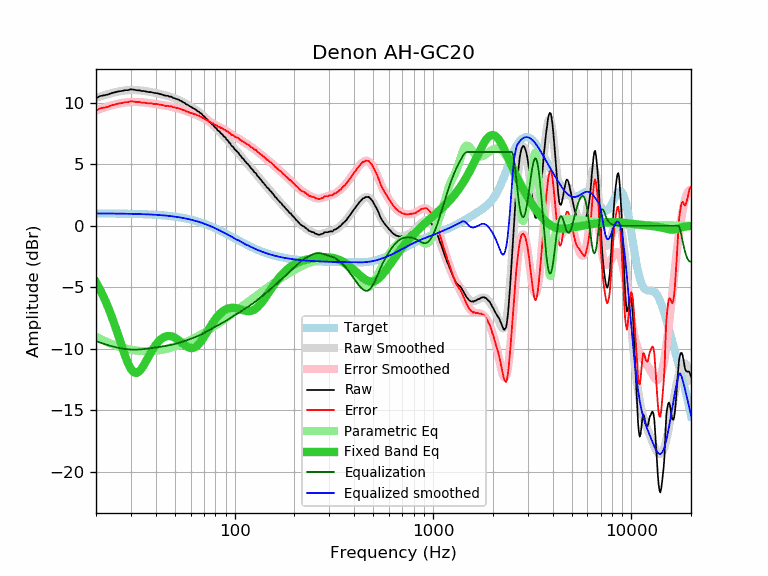 Denon AH-GC20
Amplitude (dBr)
10
5
0
−5
−10
−15
−20
Target
Raw Smoothed
Error Smoothed
Raw
Error
Parametric Eq
Fixed Band Eq
Equalization
Equalized smoothed
100
1000
10000
Frequency (Hz)